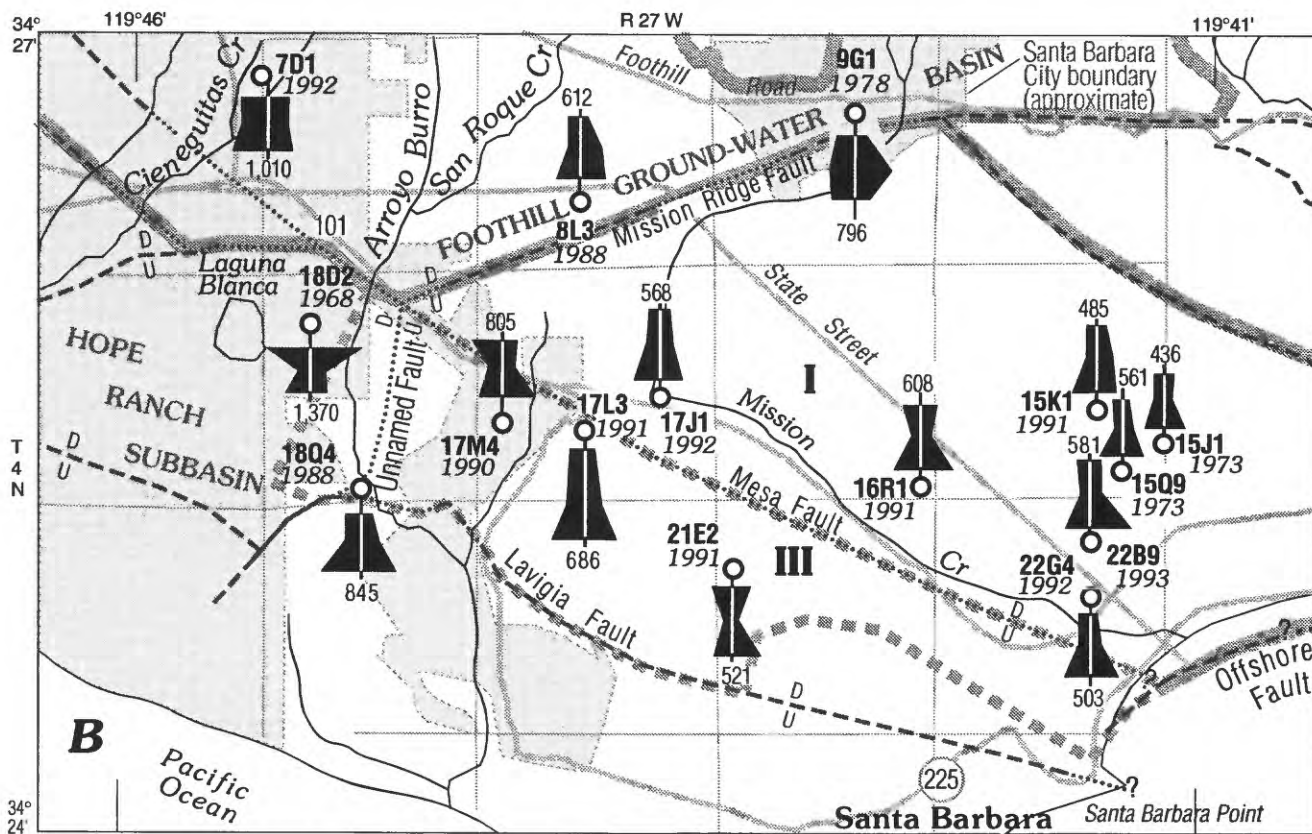 119°46'
R 27 W
119°41'
34°
27'
7D1
1992
1,010
Cieneguitas Cr
Arroyo Burro
San Roque Cr
612
8L3
1988
Foothill
Road
9G1
1978
796
BASIN
GROUND-WATER
FOOTHILL
Santa Barbara
City boundary
(approximate)
Mission Ridge Fault
101
D
U
Laguna
Blanca
18D2
1968
1,370
D
U
D
U
HOPE
RANCH
SUBBASIN
T
4
N
D
U
18Q4
1988
845
Unnamed Fault
805
17M4
1990
17L3
1991
686
568
17J1
1992
State
Street
I
Mission
Cr
608
16R1
1991
485
15K1
1991
561
15Q9
1973
436
15J1
1973
581
22B9
1993
22G4
1992
503
Mesa Fault
D
U
III
21E2
1991
521
Lavigia Fault
D
U
?
?
Offshore
Fault
B
Pacific
Ocean
225
?
Santa Barbara
Santa Barbara Point
34°
24'